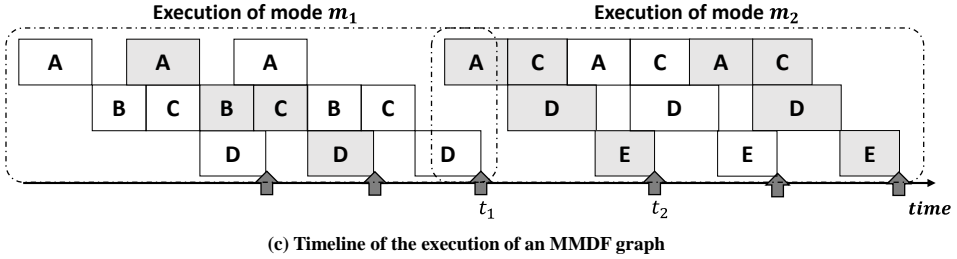 Execution of mode m₁ Execution of mode m₂
A A A A C A C A C
B C B C B C D D D
D D D E E E
t₁ t₂ time
(c) Timeline of the execution of an MMDF graph